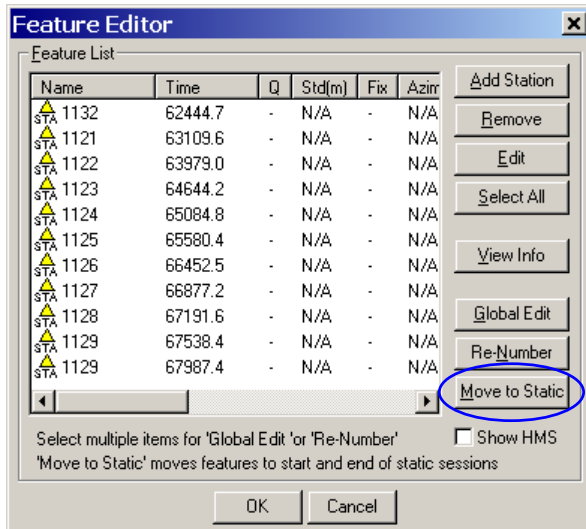 Feature Editor
Feature List
Name Time Q Std(m) Fix Azim
STA 1132 62444.7 - N/A - N/A
STA 1121 63109.6 - N/A - N/A
STA 1122 63979.0 - N/A - N/A
STA 1123 64644.2 - N/A - N/A
STA 1124 65084.8 - N/A - N/A
STA 1125 65580.4 - N/A - N/A
STA 1126 66452.5 - N/A - N/A
STA 1127 66877.2 - N/A - N/A
STA 1128 67191.6 - N/A - N/A
STA 1129 67538.4 - N/A - N/A
STA 1129 67987.4 - N/A - N/A
Add Station
Remove
Edit
Select All
View Info
Global Edit
Re-Number
Move to Static
Show HMS
Select multiple items for 'Global Edit 'or 'Re-Number'
'Move to Static' moves features to start and end of static sessions
OK Cancel